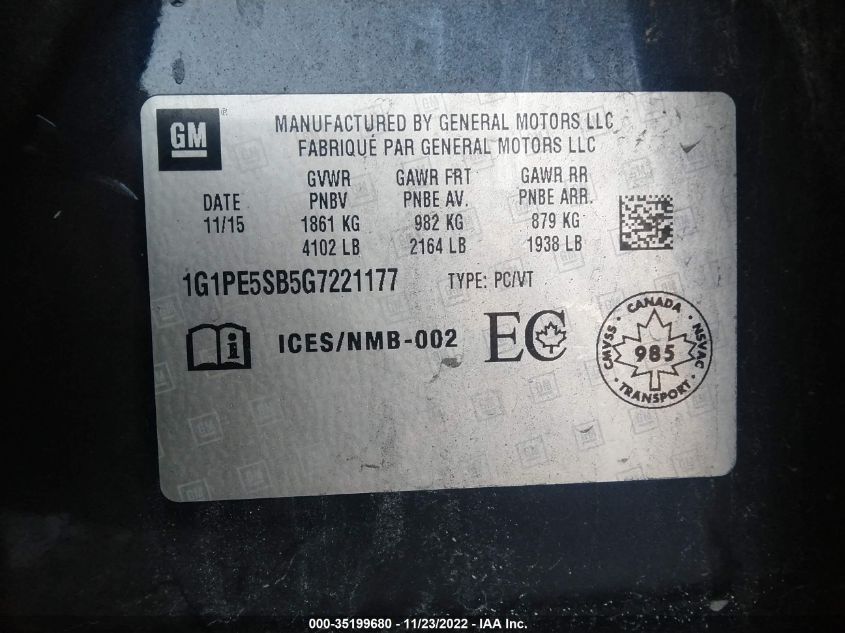 GM ®
MANUFACTURED BY GENERAL MOTORS LLC
FABRIQUÉ PAR GENERAL MOTORS LLC
GVWR GAWR FRT GAWR RR
DATE PNBV PNBE AV. PNBE ARR.
11/15 1861 KG 982 KG 879 KG
4102 LB 2164 LB 1938 LB
1G1PE5SB5G7221177 TYPE: PC/VT
i ICES/NMB-002 EC
CANADA
CMVSS 985 NSVAC
TRANSPORT
000-35199680 - 11/23/2022 - IAA Inc.